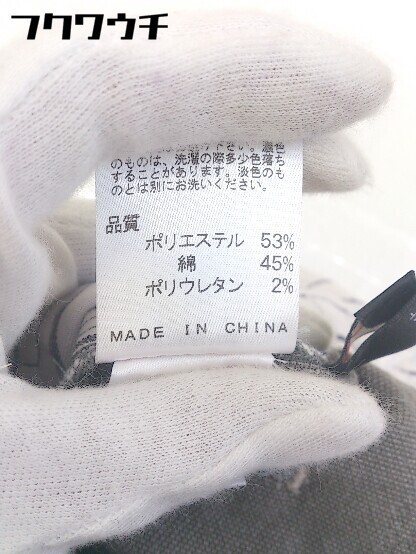 フクワウチ
のものは、洗濯の際多少色落ち
することがあります。淡色のも
のとは別にお洗いください。
品質
ポリエステル 53%
綿 45%
ポリウレタン 2%
MADE IN CHINA